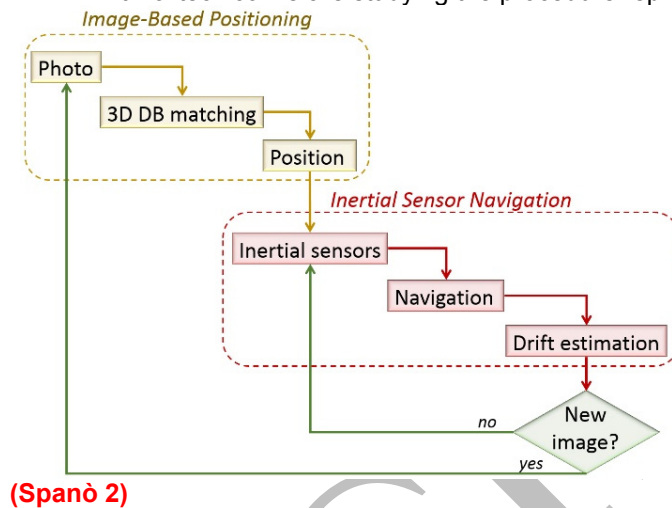 Image-Based Positioning
Photo
3D DB matching
Position
Inertial Sensor Navigation
Inertial sensors
Navigation
Drift estimation
New
image?
no
yes
(Spanò 2)